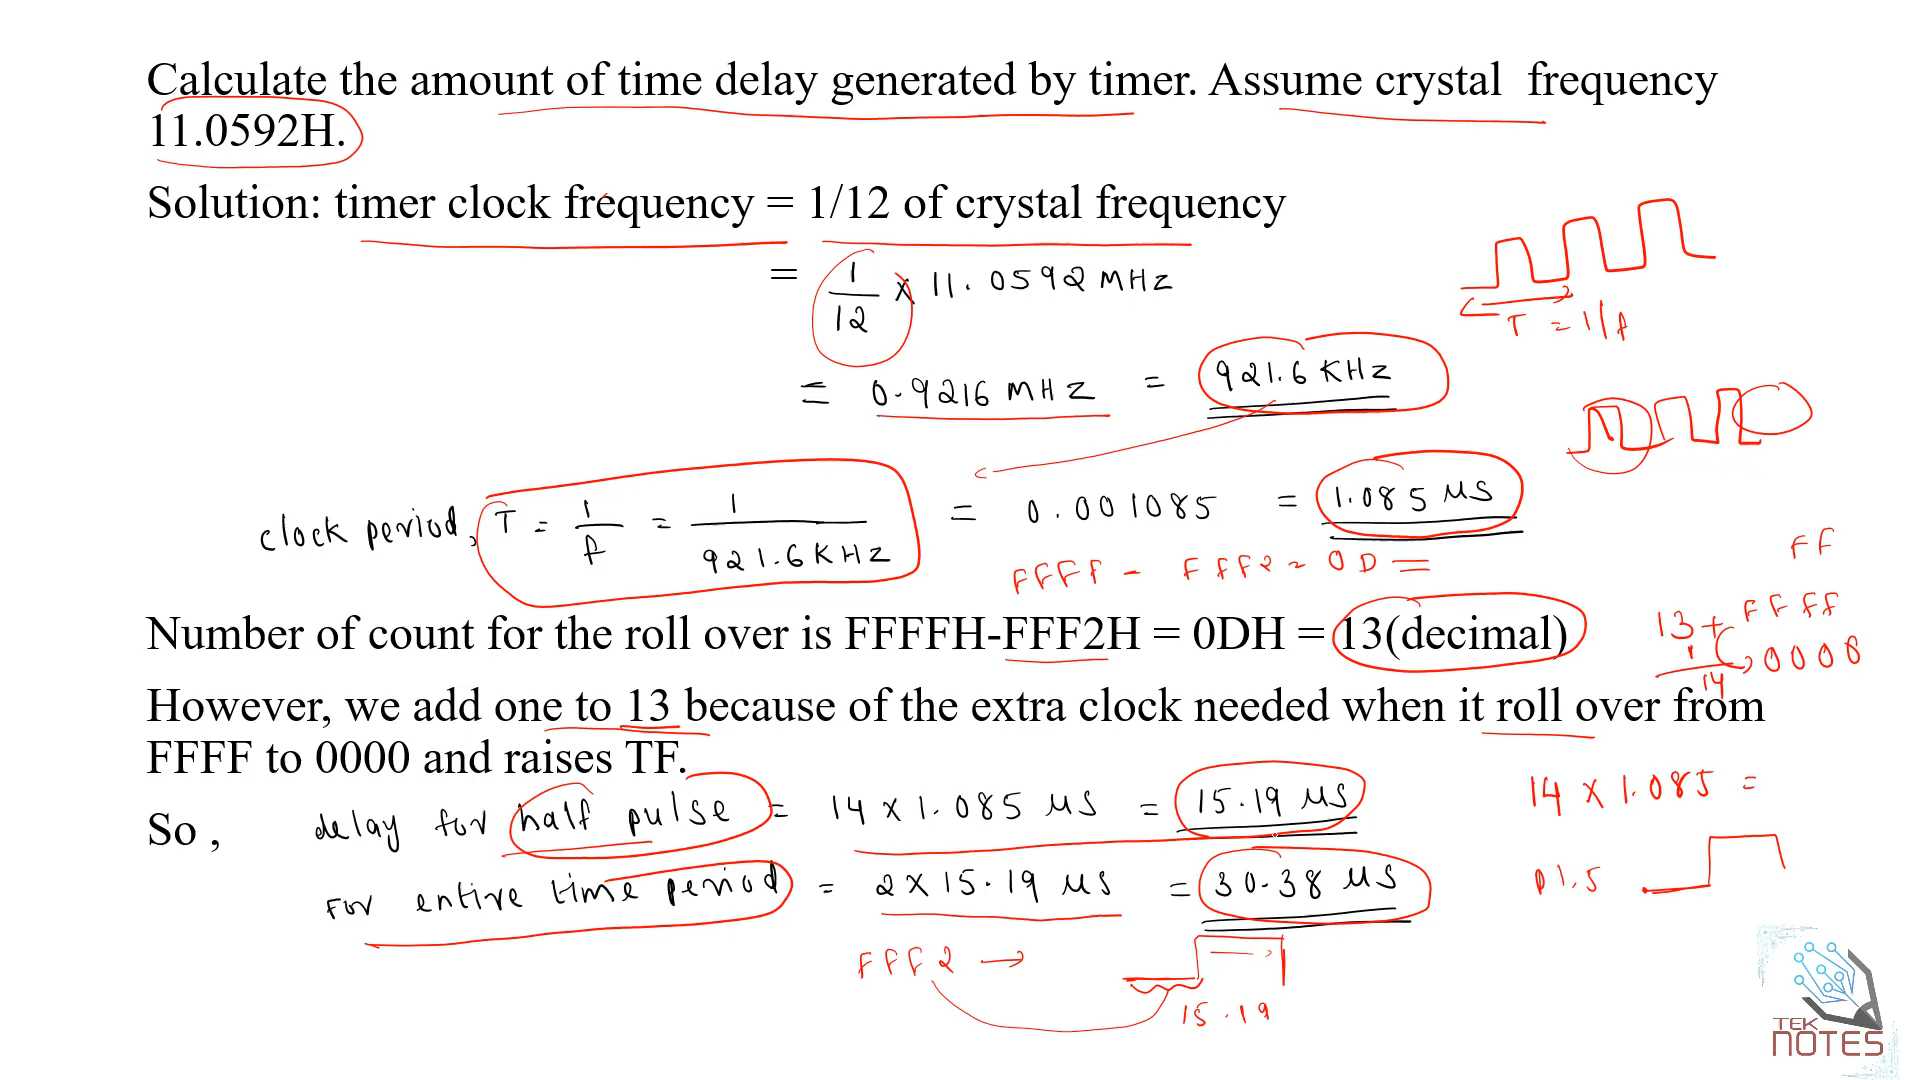 Calculate the amount of time delay generated by timer. Assume crystal frequency
11.0592H.
Solution: timer clock frequency = 1/12 of crystal frequency
= 1/12 × 11.0592 MHz
T = 1/f
= 0.9216 MHz = 921.6 KHz
clock period, T = 1/f = 1/921.6 KHz = 0.001085 = 1.085 μs
FFFF - FFF2 = 0D =
FF
Number of count for the roll over is FFFFH-FFF2H = 0DH = 13(decimal)
13 + FFFF
1 0000
14
However, we add one to 13 because of the extra clock needed when it roll over from
FFFF to 0000 and raises TF.
So , delay for half pulse = 14 × 1.085 μs = 15.19 μs
14 × 1.085 =
For entire time period = 2 × 15.19 μs = 30.38 μs
P1.5
FFF2 →
15.19
TEK
NOTES